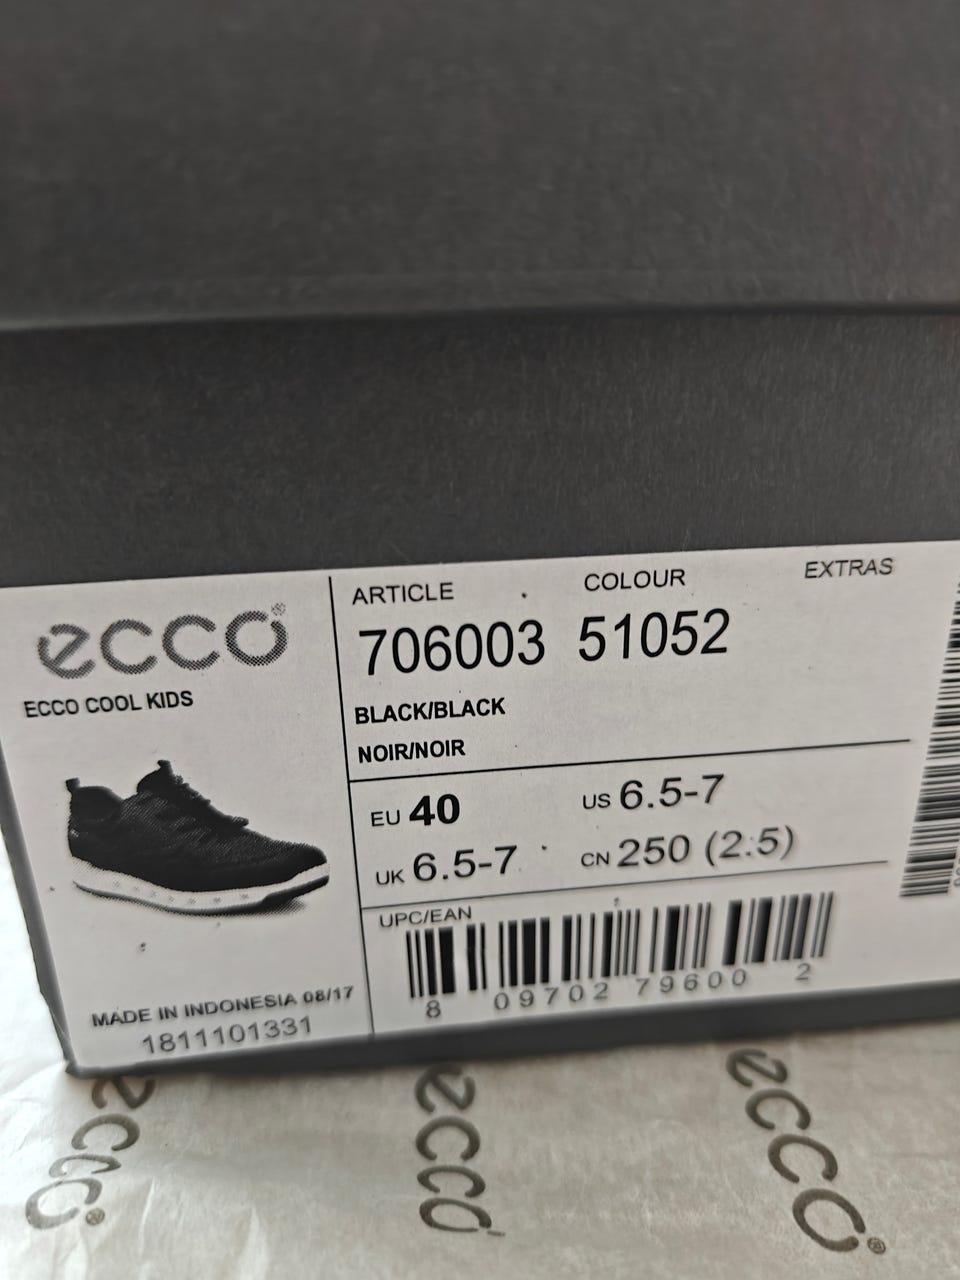 ecco®
ECCO COOL KIDS
MADE IN INDONESIA 08/17
1811101331
ARTICLE COLOUR EXTRAS
706003 51052
BLACK/BLACK
NOIR/NOIR
EU 40 US 6.5-7
UK 6.5-7 CN 250 (2:5)
UPC/EAN
8 09702 79600 2
ecco®
ecco
ecco®